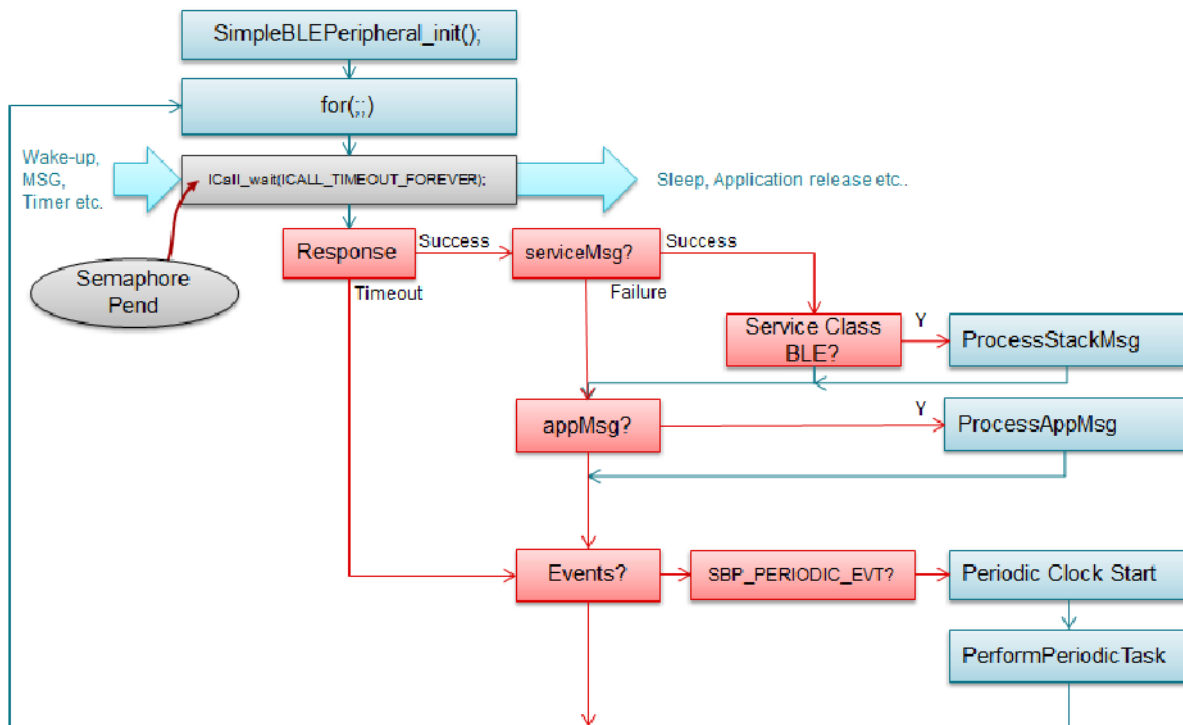 SimpleBLEPeripheral_init();
for(;;)
Wake-up,
MSG,
Timer etc.
ICall_wait(ICALL_TIMEOUT_FOREVER);
Sleep, Application release etc..
Semaphore
Pend
Response
Success
serviceMsg?
Success
Timeout
Failure
Service Class
BLE?
Y
ProcessStackMsg
appMsg?
Y
ProcessAppMsg
Events?
SBP_PERIODIC_EVT?
Periodic Clock Start
PerformPeriodicTask